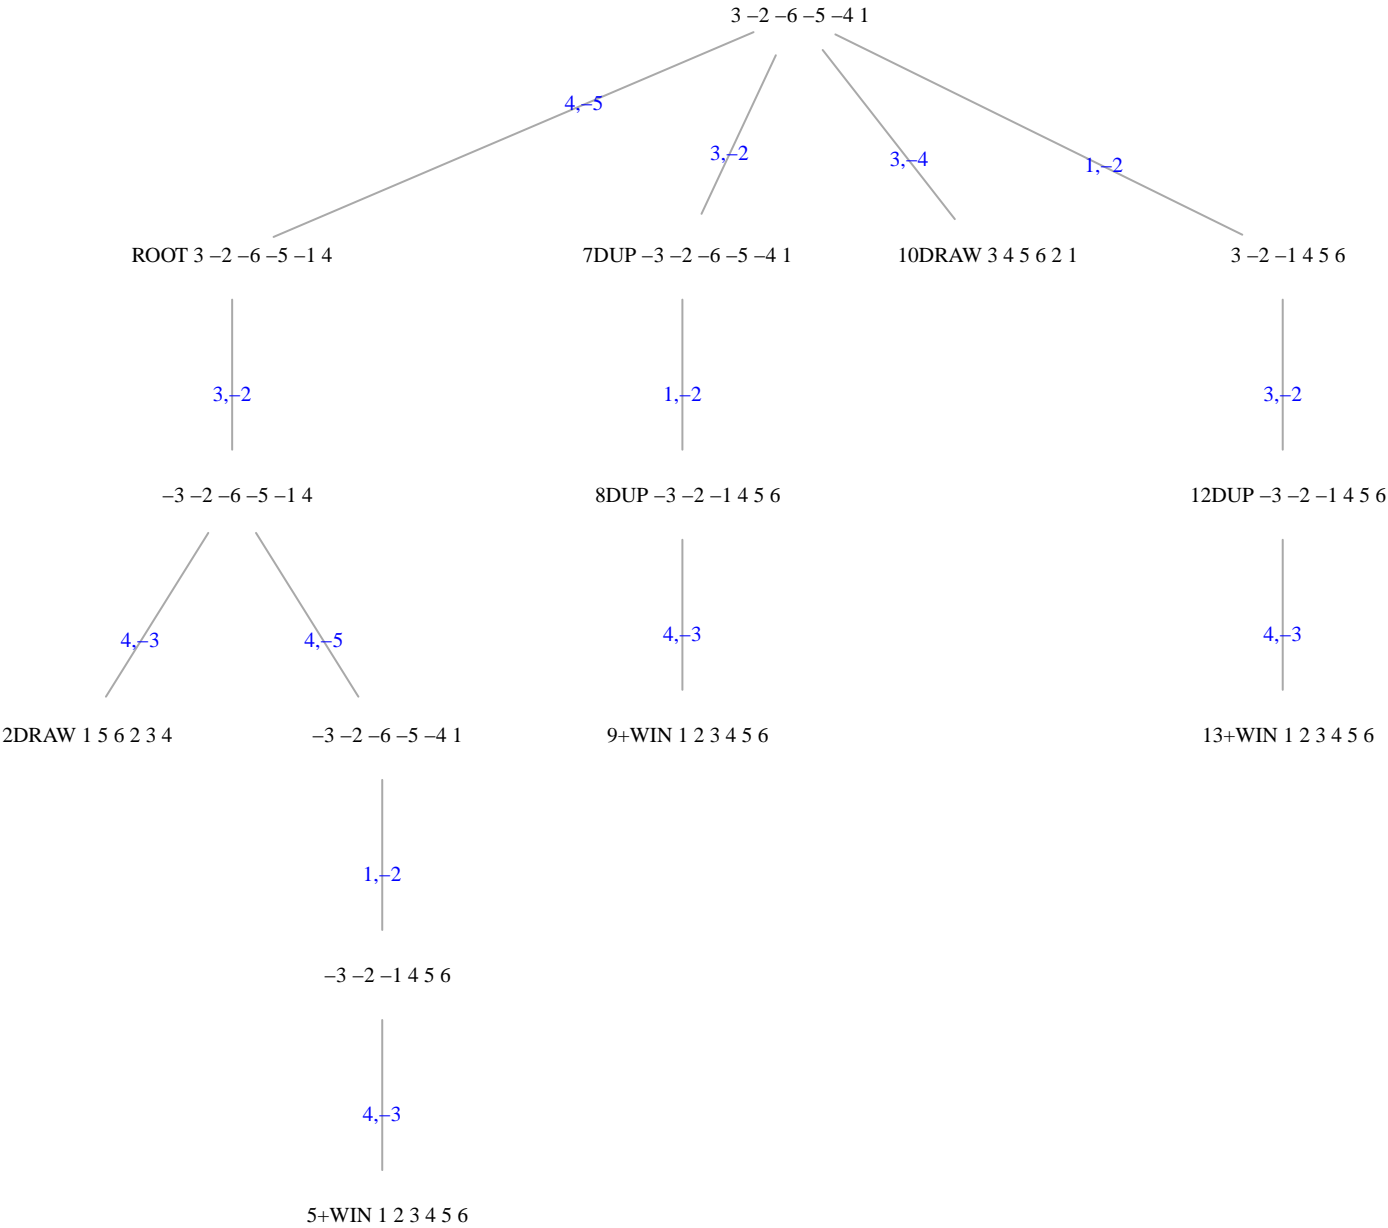 3 –2 –6 –5 –4 1
4,–5
3,–2
3,–4
1,–2
ROOT 3 –2 –6 –5 –1 4
7DUP –3 –2 –6 –5 –4 1
10DRAW 3 4 5 6 2 1
3 –2 –1 4 5 6
3,–2
1,–2
3,–2
–3 –2 –6 –5 –1 4
8DUP –3 –2 –1 4 5 6
12DUP –3 –2 –1 4 5 6
4,–3
4,–5
4,–3
4,–3
2DRAW 1 5 6 2 3 4
–3 –2 –6 –5 –4 1
9+WIN 1 2 3 4 5 6
13+WIN 1 2 3 4 5 6
1,–2
–3 –2 –1 4 5 6
4,–3
5+WIN 1 2 3 4 5 6